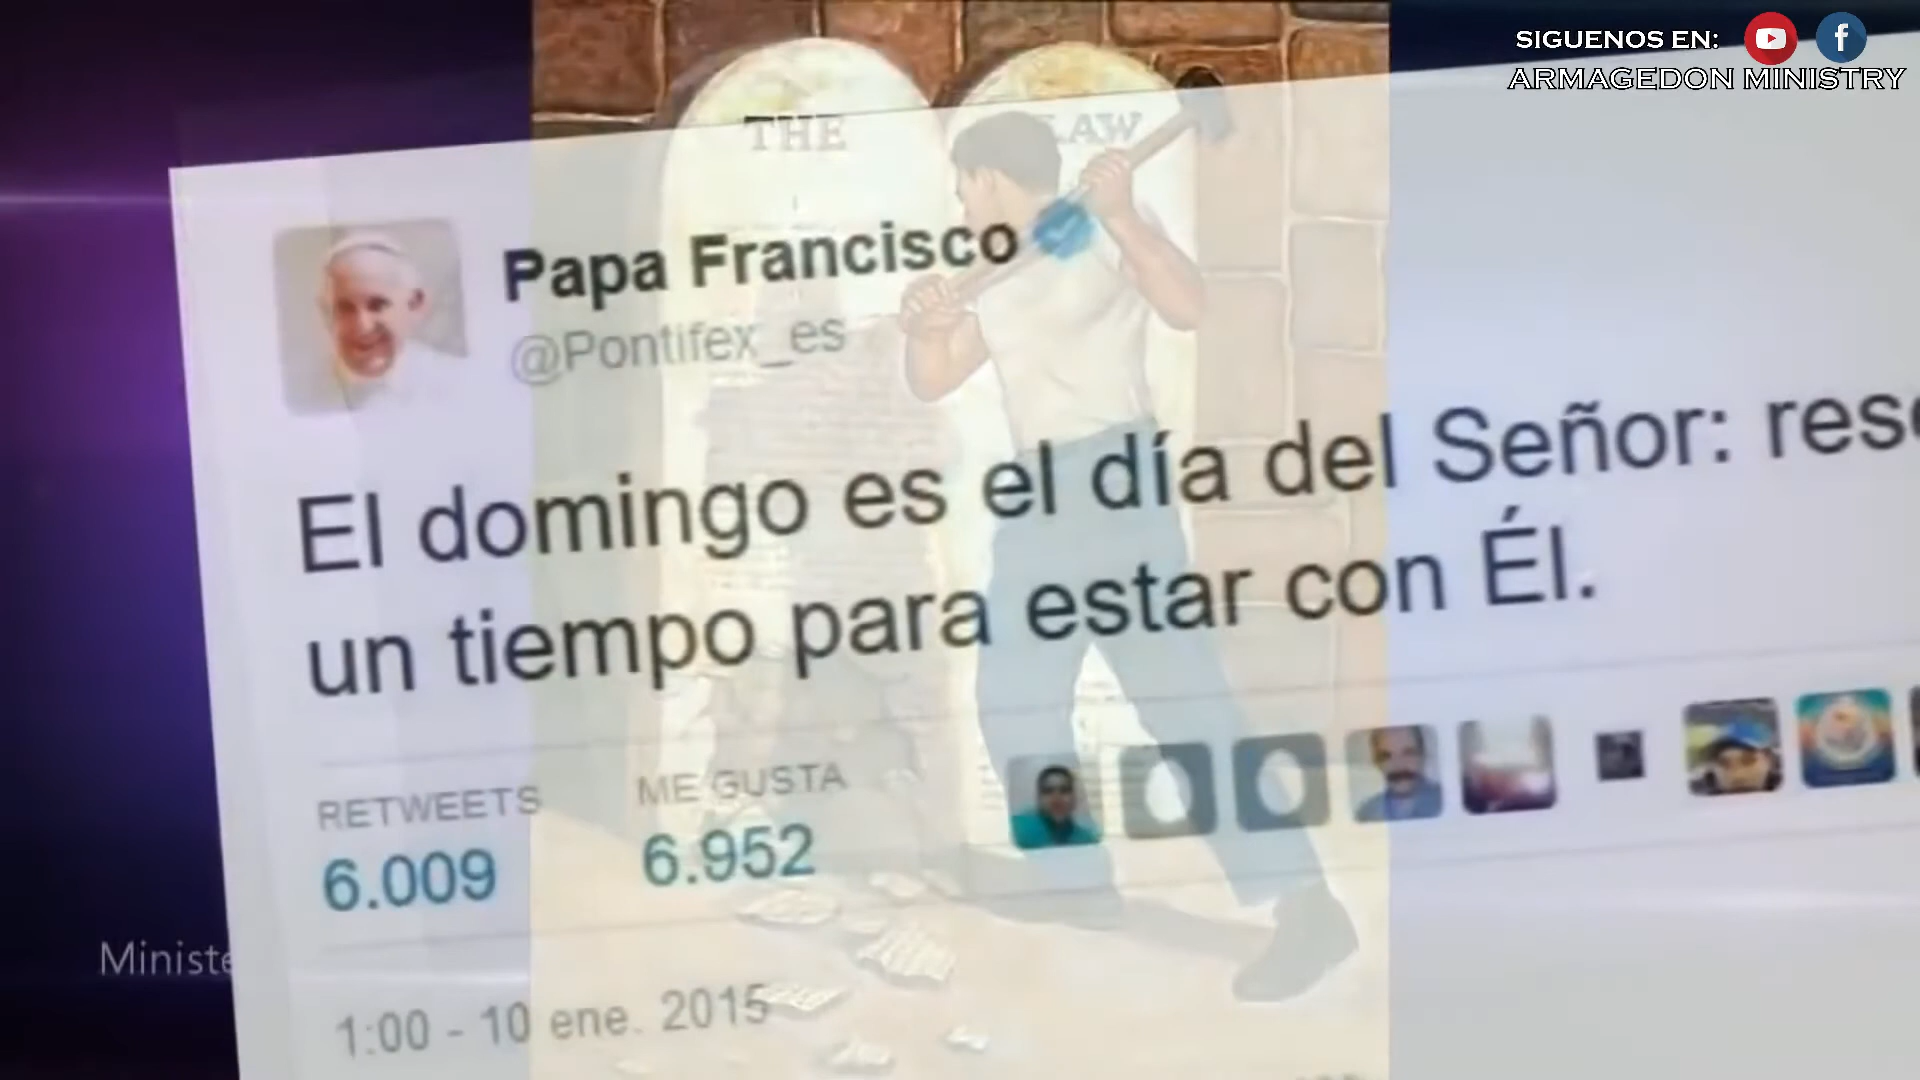 SIGUENOS EN:
ARMAGEDON MINISTRY
THE LAW
Papa Francisco
@Pontifex_es
El domingo es el día del Señor:
un tiempo para estar con Él.
RETWEETS
ME GUSTA
6.009
6.952
1:00 - 10 ene. 2015